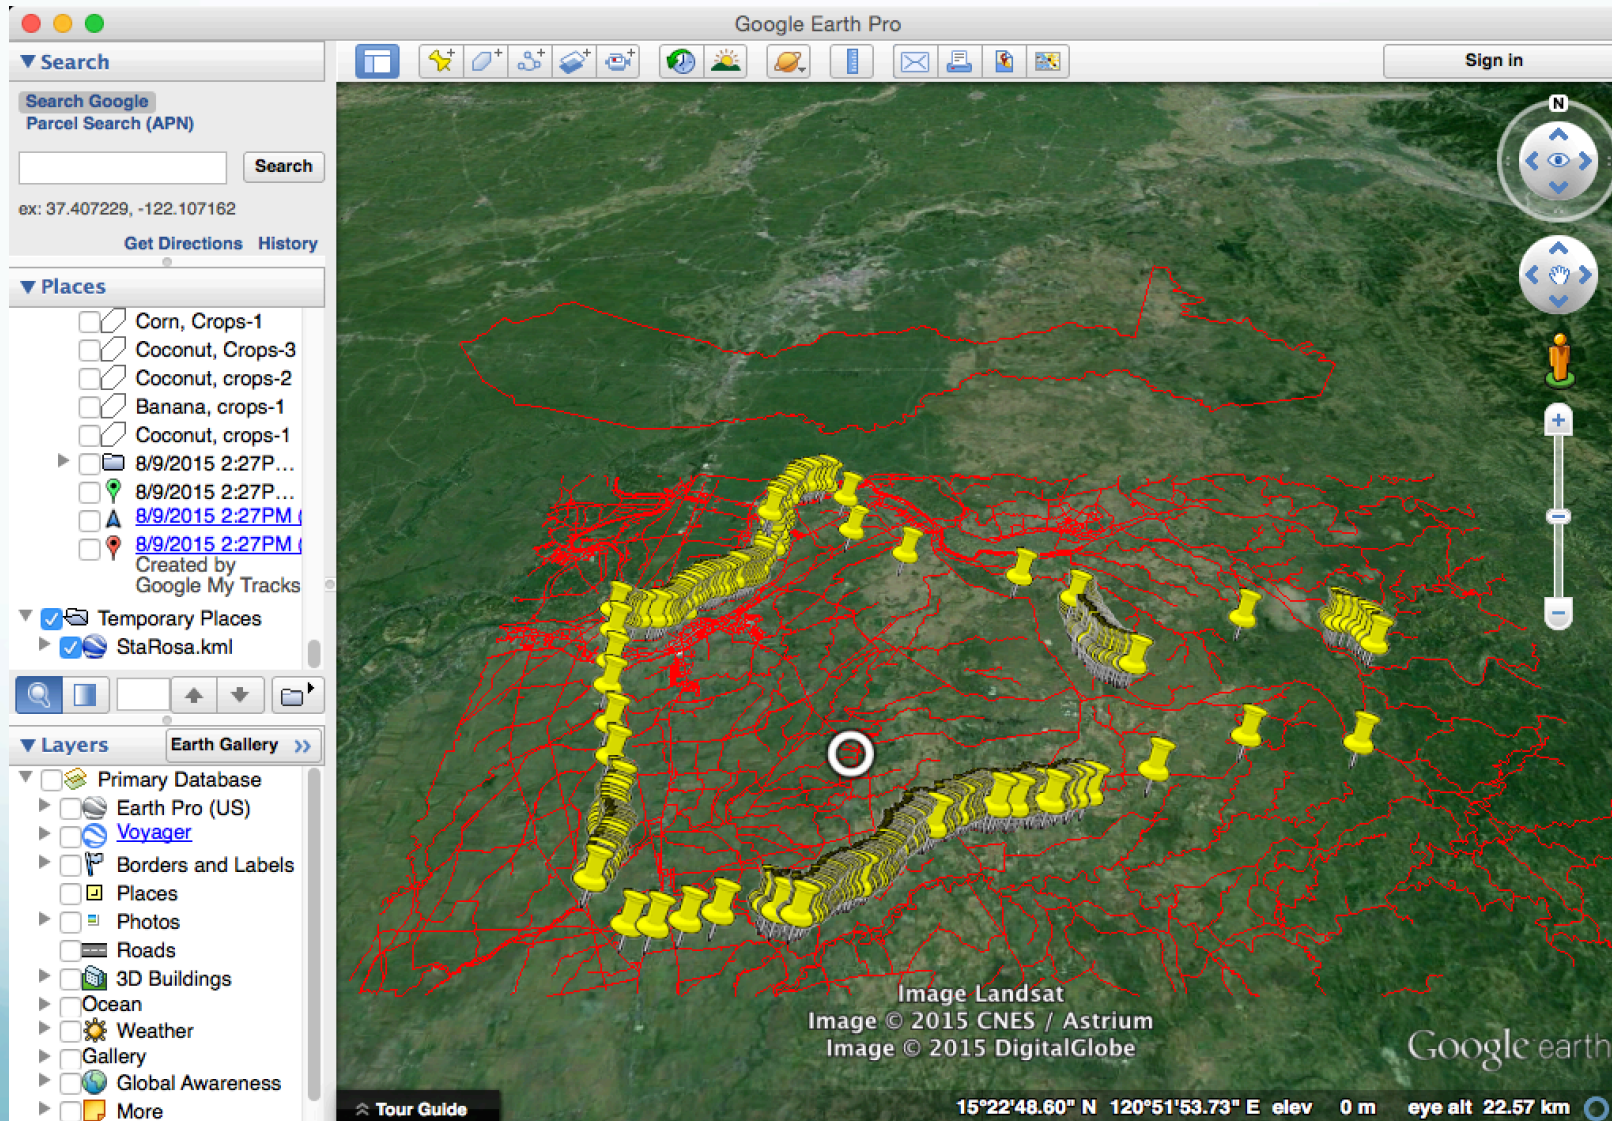 Google Earth Pro
Search
Search Google
Parcel Search (APN)
Search
ex: 37.407229, -122.107162
Get Directions History
Places
Corn, Crops-1
Coconut, Crops-3
Coconut, crops-2
Banana, crops-1
Coconut, crops-1
8/9/2015 2:27P...
8/9/2015 2:27P...
8/9/2015 2:27PM (
8/9/2015 2:27PM (
Created by
Google My Tracks
Temporary Places
StaRosa.kml
Layers
Earth Gallery >>
Primary Database
Earth Pro (US)
Voyager
Borders and Labels
Places
Photos
Roads
3D Buildings
Ocean
Weather
Gallery
Global Awareness
More
Sign in
N
Image Landsat
Image © 2015 CNES / Astrium
Image © 2015 DigitalGlobe
Google earth
Tour Guide
15°22'48.60" N 120°51'53.73" E elev 0 m eye alt 22.57 km